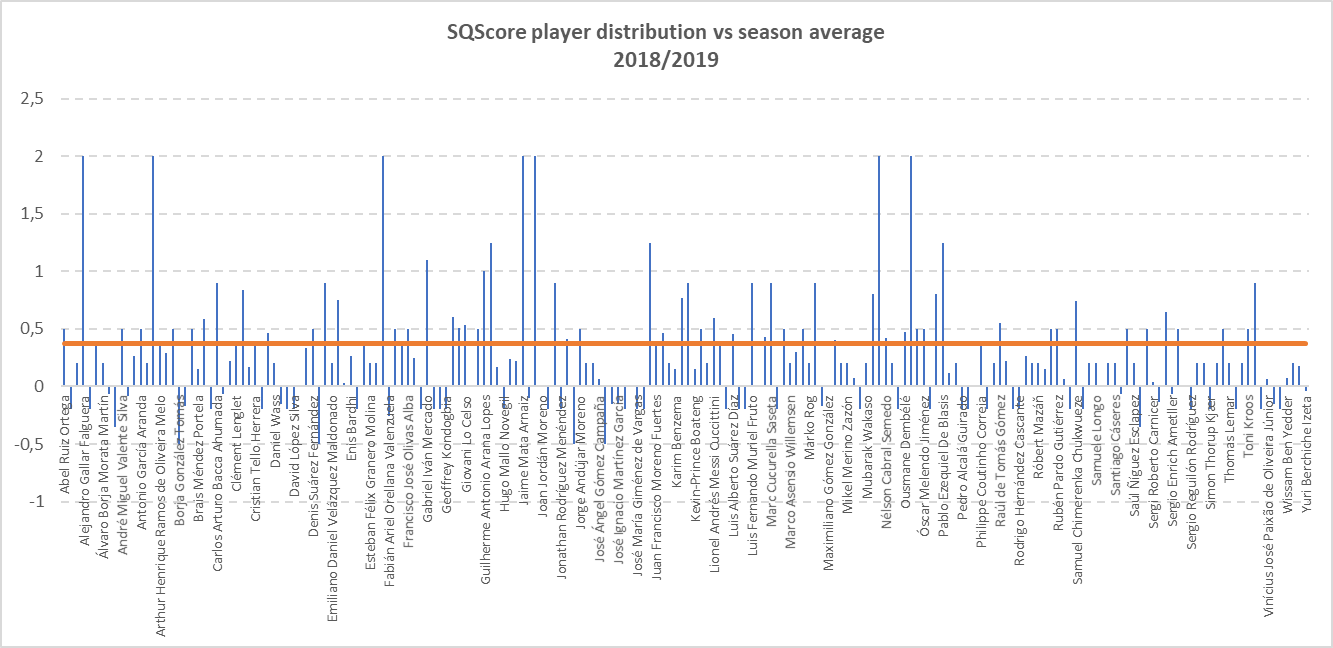 SQScore player distribution vs season average
2018/2019
2,5
2
1,5
1
0,5
0
-0,5
-1
Abel Ruiz Ortega
Alejandro Gallar Falguera
Álvaro Borja Morata Martín
André Miguel Valente Silva
Antonio García Aranda
Arthur Henrique Ramos de Oliveira Melo
Borja González Tomás
Brais Méndez Portela
Carlos Arturo Bacca Ahumada
Clément Lenglet
Cristian Tello Herrera
Daniel Wass
David López Silva
Denis Suárez Fernández
Emiliano Daniel Velázquez Maldonado
Enis Bardhi
Esteban Félix Granero Molina
Fabián Ariel Orellana Valenzuela
Francisco José Olivas Alba
Gabriel Iván Mercado
Geoffrey Kondogbia
Giovani Lo Celso
Guilherme Antonio Arana Lopes
Hugo Mallo Novegil
Jaime Mata Arnaiz
Joan Jordán Moreno
Jonathan Rodríguez Menéndez
Jorge Andújar Moreno
José Ángel Gómez Campaña
José Ignacio Martínez García
José María Giménez de Vargas
Juan Francisco Moreno Fuertes
Karim Benzema
Kevin-Prince Boateng
Lionel Andrés Messi Cuccittini
Luis Alberto Suárez Díaz
Luis Fernando Muriel Fruto
Marc Cucurella Saseta
Marco Asensio Willemsen
Marko Rog
Maximiliano Gómez González
Mikel Merino Zazón
Mubarak Wakaso
Nélson Cabral Semedo
Ousmane Dembélé
Óscar Melendo Jiménez
Pablo Ezequiel De Blasis
Pedro Alcalá Guirado
Philippe Coutinho Correia
Raúl de Tomás Gómez
Rodrigo Hernández Cascante
Róbert Mazáň
Rubén Pardo Gutiérrez
Samuel Chimerenka Chukwueze
Samuele Longo
Santiago Cáseres
Saúl Ñíguez Esclapez
Sergi Roberto Carnicer
Sergio Enrich Ametller
Sergio Reguilón Rodríguez
Simon Thorup Kjær
Thomas Lemar
Toni Kroos
Vinícius José Paixão de Oliveira Júnior
Wissam Ben Yedder
Yuri Berchiche Izeta